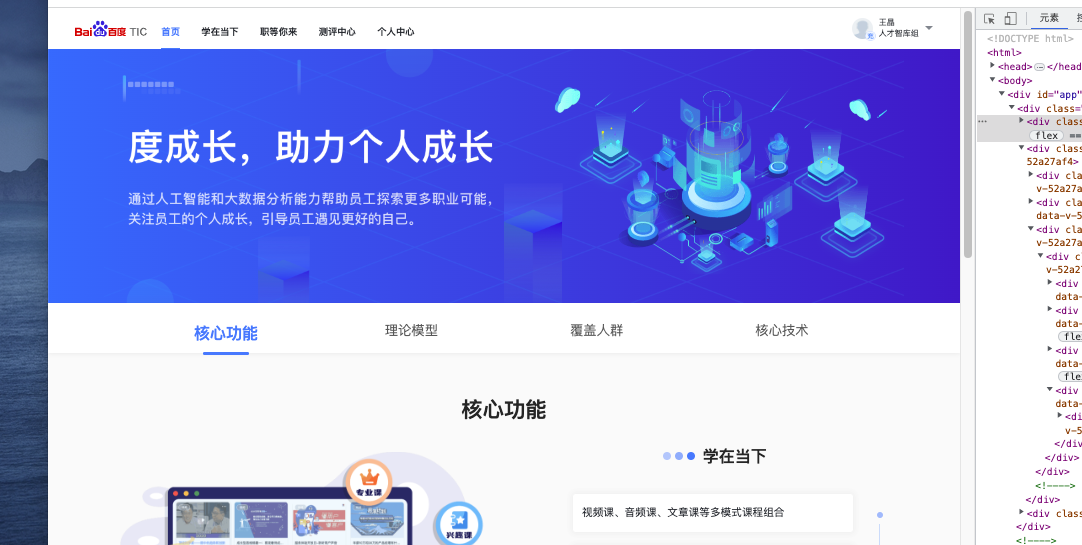 Bai百度 TIC
首页
学在当下
职等你来
测评中心
个人中心
王晶
人才智库组
度成长，助力个人成长
通过人工智能和大数据分析能力帮助员工探索更多职业可能，
关注员工的个人成长，引导员工遇见更好的自己。
核心功能
理论模型
覆盖人群
核心技术
核心功能
专业课
兴趣课
学在当下
视频课、音频课、文章课等多模式课程组合
元素
<!DOCTYPE html>
<html>
<head>…</head
<body>
<div id="app"
<div class=
<div clas
flex
<div clas
52a27af4>
<div cla
v-52a27a
<div cla
data-v-5
<div cla
v-52a27a
<div c
v-52a2
<div
data-
<div
data-
fle
<div
data-
fle
<div
data-
<di
v-5
</div
</div>
</div>
<!---->
</div>
<div clas
</div>
<!---->